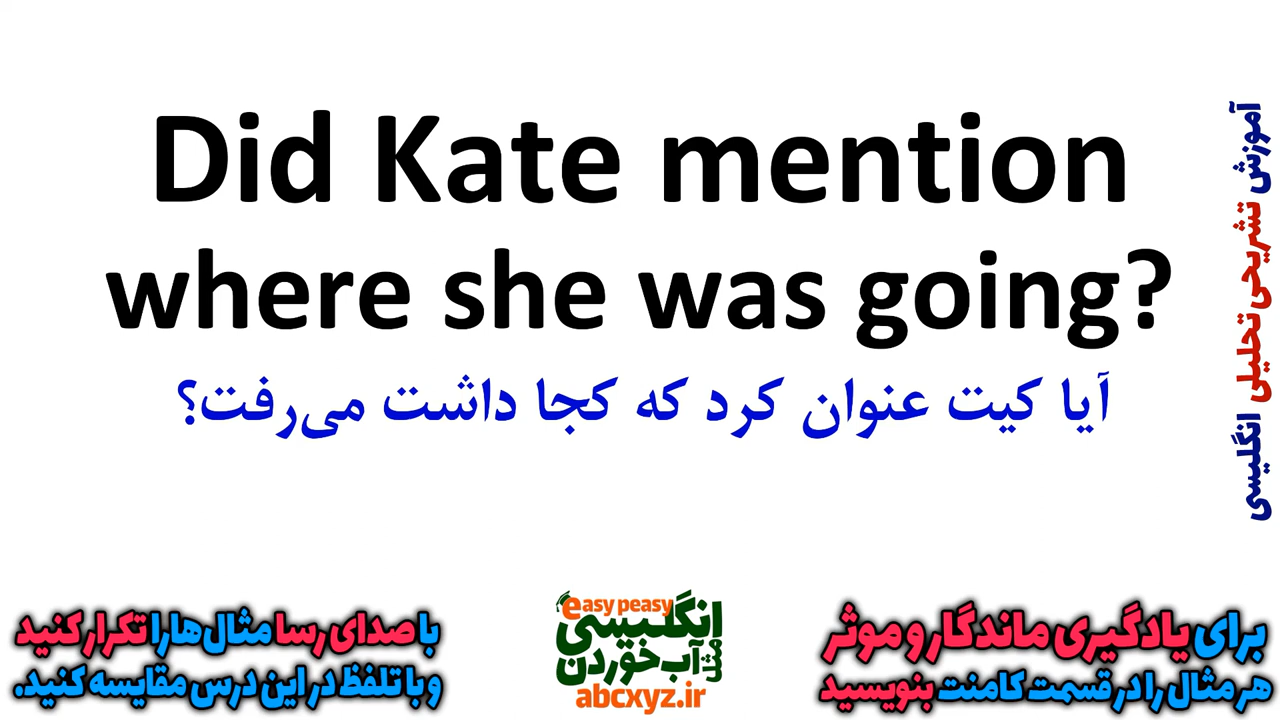 Did Kate mention
where she was going?
آیا کیت عنوان کرد که کجا داشت می‌رفت؟
آموزش تشریحی تحلیلی انگلیسی
برای یادگیری ماندگار و موثر
هر مثال را در قسمت کامنت بنویسید
easy peasy
انگلیسی
مثل
آب خوردن
abcxyz.ir
با صدای رسا مثال‌ها را تکرار کنید
و با تلفظ در این درس مقایسه کنید.